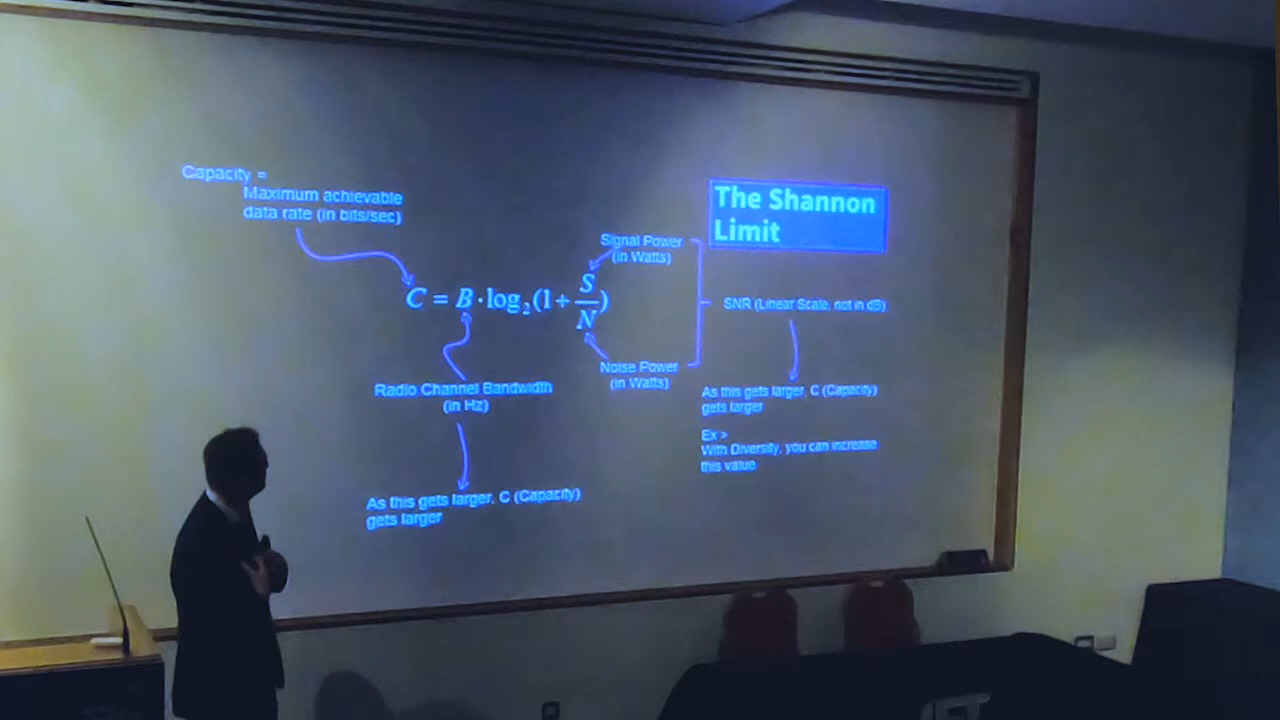 Capacity =
Maximum achievable
data rate (in bits/sec)
The Shannon
Limit
Signal Power
(in Watts)
C = B·log₂(1+S/N)
SNR (Linear Scale, not in dB)
Noise Power
(in Watts)
Radio Channel Bandwidth
(in Hz)
As this gets larger, C (Capacity)
gets larger
Ex >
With Diversity, you can increase
this value
As this gets larger, C (Capacity)
gets larger